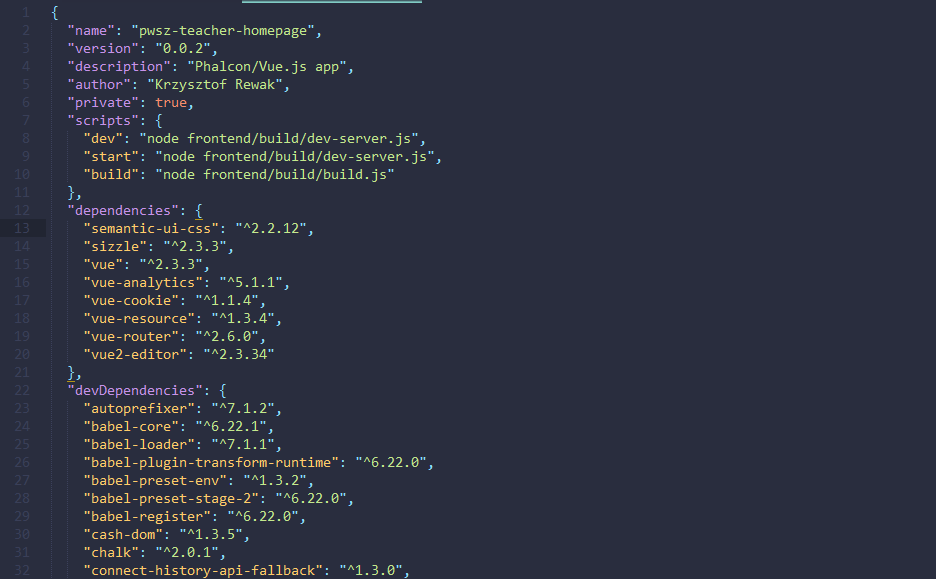 1 {
2 "name": "pwsz-teacher-homepage",
3 "version": "0.0.2",
4 "description": "Phalcon/Vue.js app",
5 "author": "Krzysztof Rewak",
6 "private": true,
7 "scripts": {
8 "dev": "node frontend/build/dev-server.js",
9 "start": "node frontend/build/dev-server.js",
10 "build": "node frontend/build/build.js"
11 },
12 "dependencies": {
13 "semantic-ui-css": "^2.2.12",
14 "sizzle": "^2.3.3",
15 "vue": "^2.3.3",
16 "vue-analytics": "^5.1.1",
17 "vue-cookie": "^1.1.4",
18 "vue-resource": "^1.3.4",
19 "vue-router": "^2.6.0",
20 "vue2-editor": "^2.3.34"
21 },
22 "devDependencies": {
23 "autoprefixer": "^7.1.2",
24 "babel-core": "^6.22.1",
25 "babel-loader": "^7.1.1",
26 "babel-plugin-transform-runtime": "^6.22.0",
27 "babel-preset-env": "^1.3.2",
28 "babel-preset-stage-2": "^6.22.0",
29 "babel-register": "^6.22.0",
30 "cash-dom": "^1.3.5",
31 "chalk": "^2.0.1",
32 "connect-history-api-fallback": "^1.3.0",